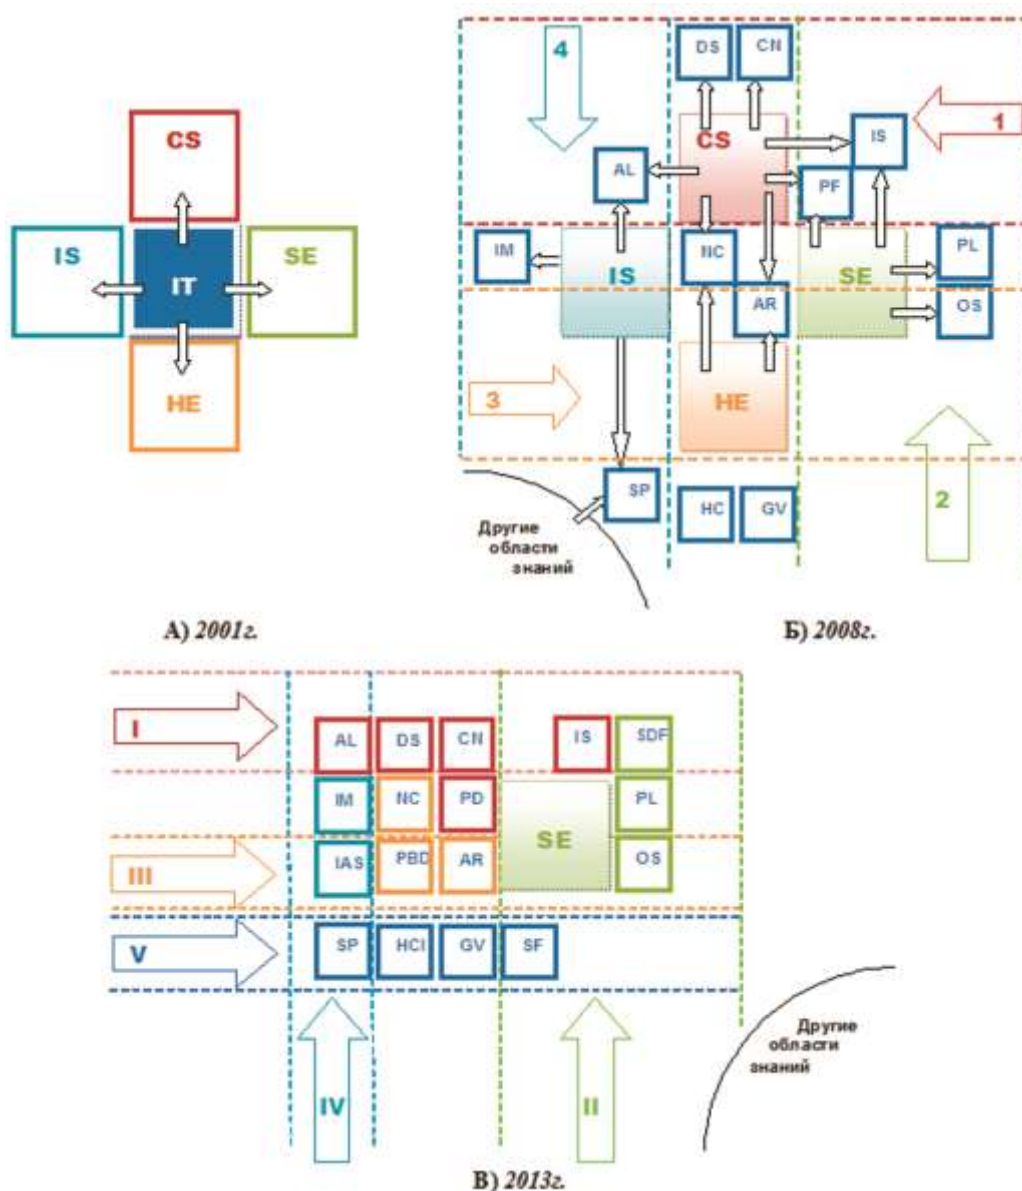 CS
IS
IT
SE
HE
А) 2001г.
4
DS
CN
1
CS
IS
AL
PF
IM
IS
NC
SE
PL
AR
OS
3
HE
2
SP
HC
GV
Другие
области
знаний
Б) 2008г.
I
AL
DS
CN
IS
SDF
IM
NC
PD
SE
PL
III
IAS
PBD
AR
OS
V
SP
HCI
GV
SF
IV
II
Другие
области
знаний
В) 2013г.